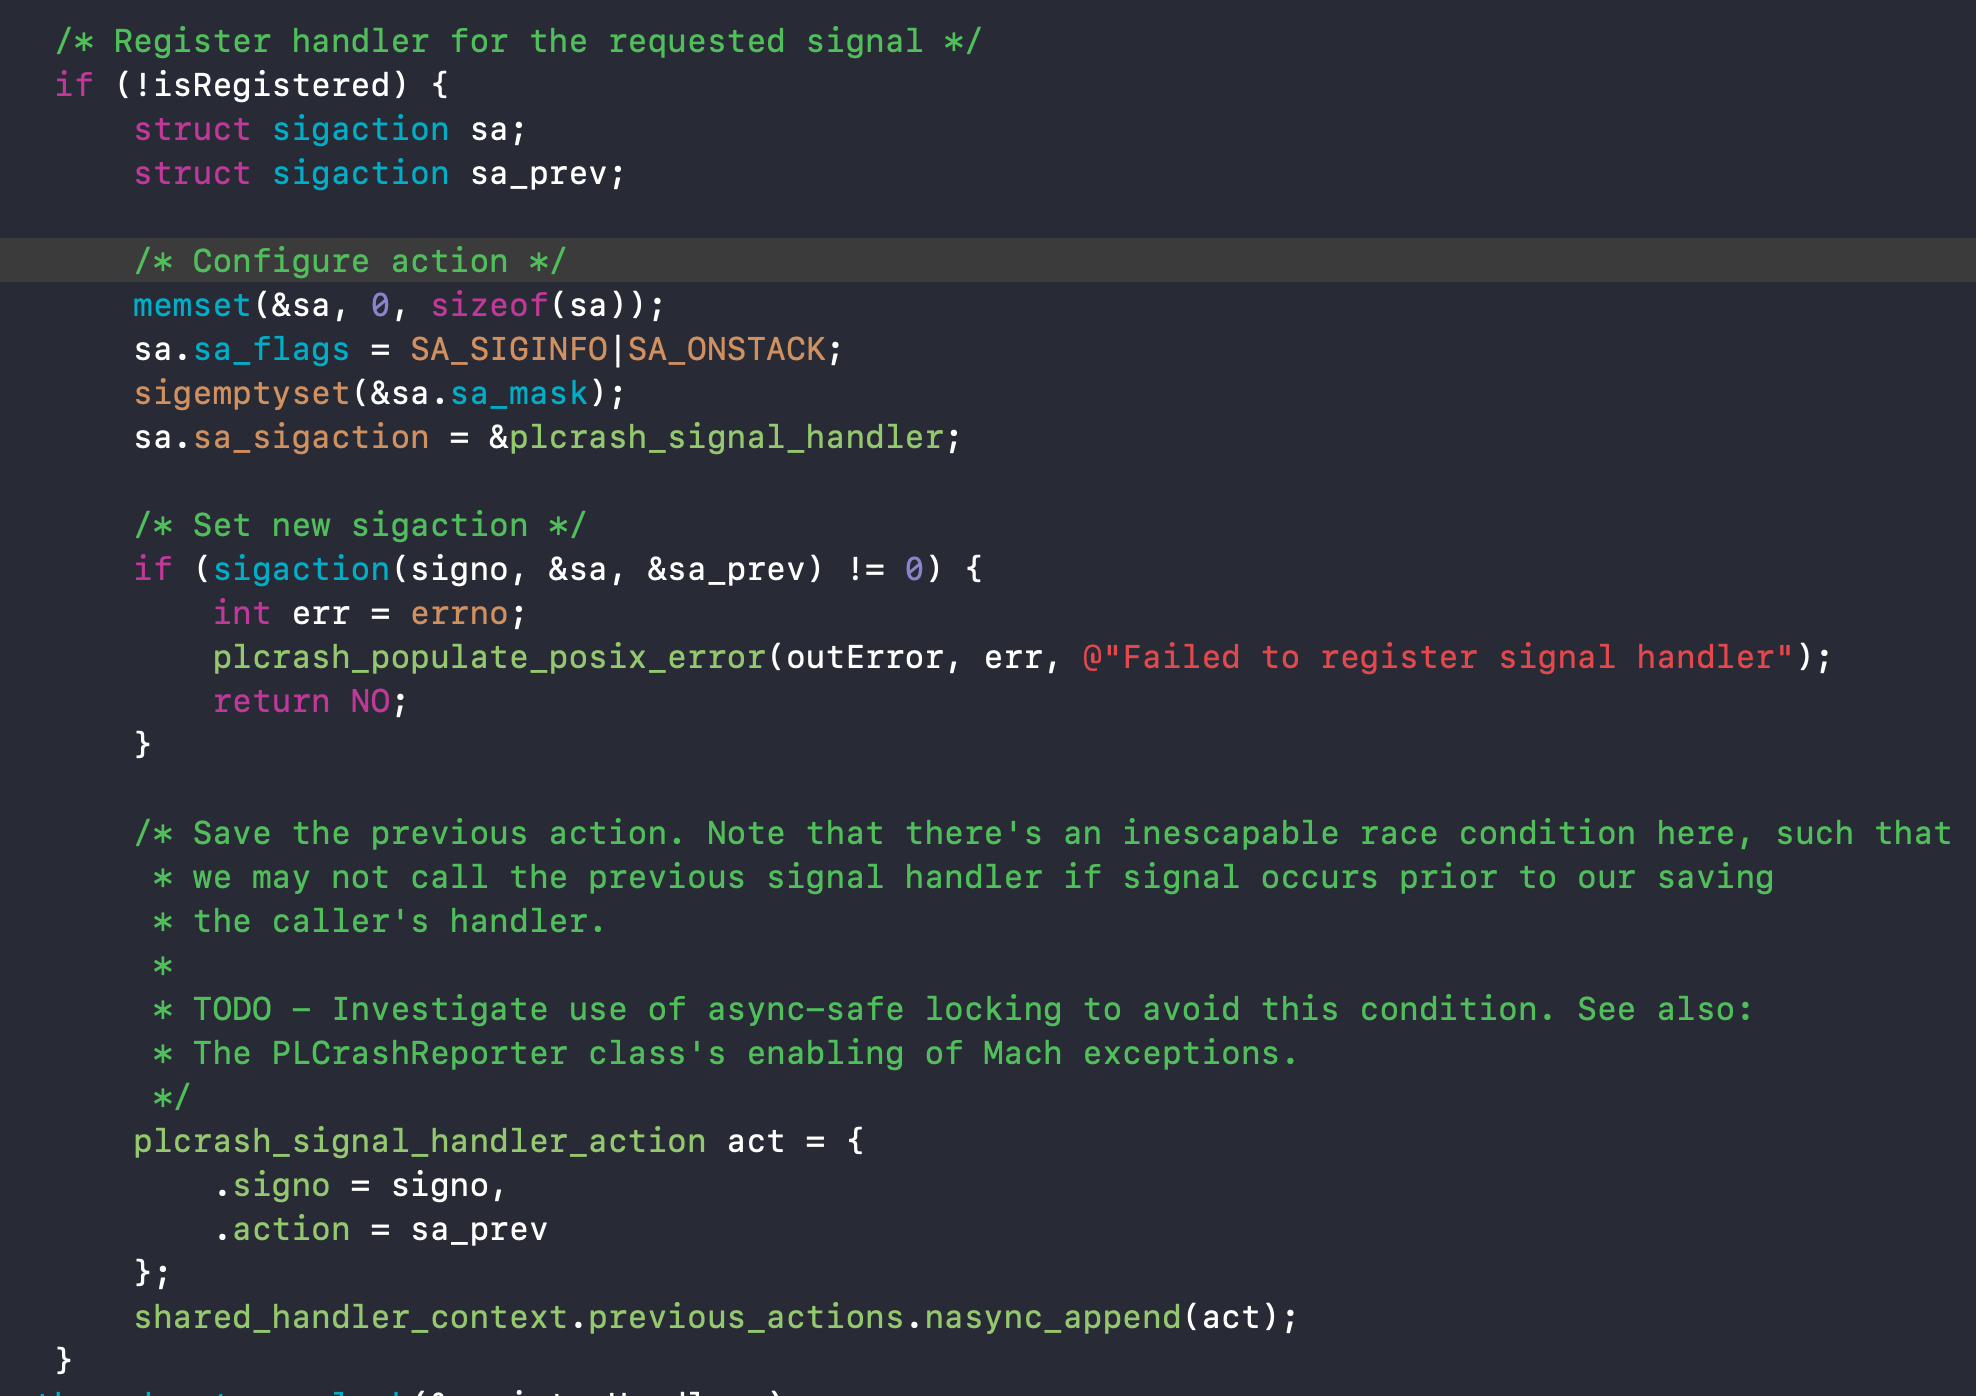 /* Register handler for the requested signal */
if (!isRegistered) {
    struct sigaction sa;
    struct sigaction sa_prev;

    /* Configure action */
    memset(&sa, 0, sizeof(sa));
    sa.sa_flags = SA_SIGINFO|SA_ONSTACK;
    sigemptyset(&sa.sa_mask);
    sa.sa_sigaction = &plcrash_signal_handler;

    /* Set new sigaction */
    if (sigaction(signo, &sa, &sa_prev) != 0) {
        int err = errno;
        plcrash_populate_posix_error(outError, err, @"Failed to register signal handler");
        return NO;
    }

    /* Save the previous action. Note that there's an inescapable race condition here, such that
     * we may not call the previous signal handler if signal occurs prior to our saving
     * the caller's handler.
     *
     * TODO - Investigate use of async-safe locking to avoid this condition. See also:
     * The PLCrashReporter class's enabling of Mach exceptions.
     */
    plcrash_signal_handler_action act = {
        .signo = signo,
        .action = sa_prev
    };
    shared_handler_context.previous_actions.nasync_append(act);
}